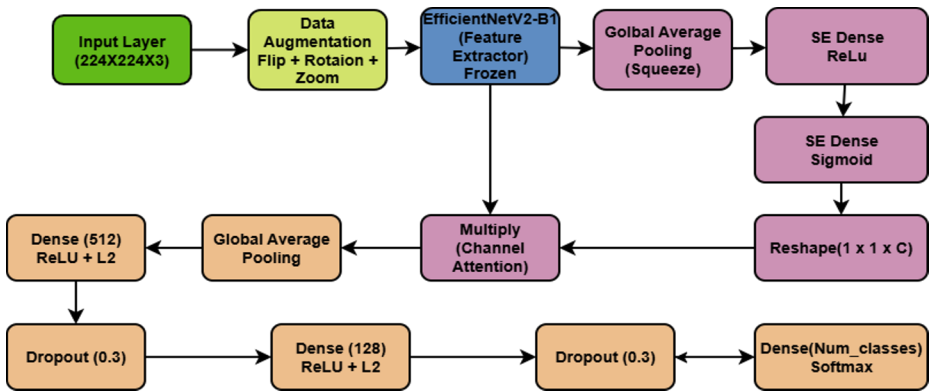 Input Layer
(224X224X3)
Data
Augmentation
Flip + Rotaion +
Zoom
EfficientNetV2-B1
(Feature
Extractor)
Frozen
Golbal Average
Pooling
(Squeeze)
SE Dense
ReLu
SE Dense
Sigmoid
Reshape(1 x 1 x C)
Multiply
(Channel
Attention)
Global Average
Pooling
Dense (512)
ReLU + L2
Dropout (0.3)
Dense (128)
ReLU + L2
Dropout (0.3)
Dense(Num_classes)
Softmax